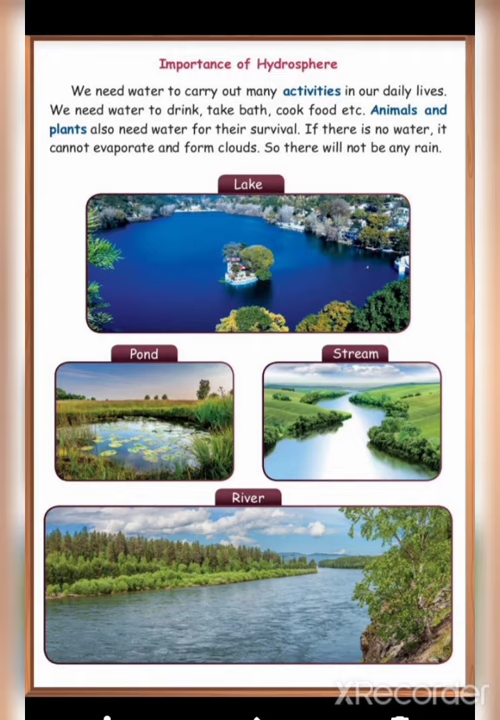 Importance of Hydrosphere
We need water to carry out many activities in our daily lives.
We need water to drink, take bath, cook food etc. Animals and
plants also need water for their survival. If there is no water, it
cannot evaporate and form clouds. So there will not be any rain.
Lake
Pond
Stream
River
XRecorder